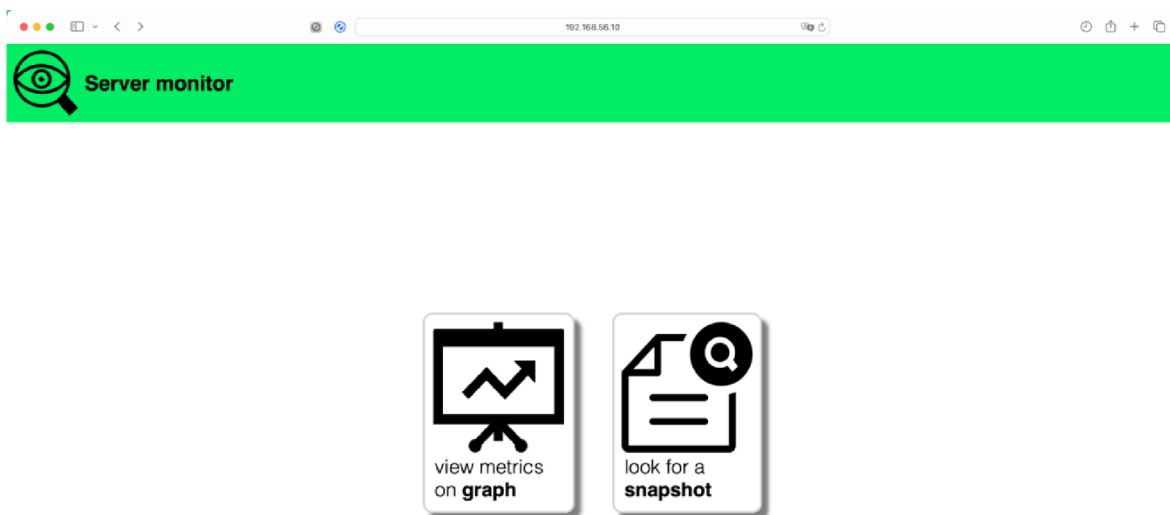 192.168.56.10
Server monitor
view metrics
on graph
look for a
snapshot